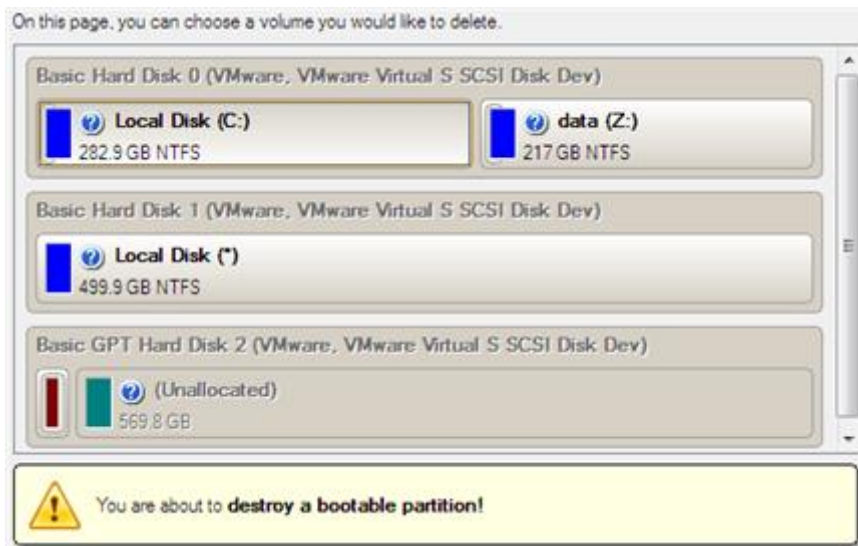 On this page, you can choose a volume you would like to delete.
Basic Hard Disk 0 (VMware, VMware Virtual S SCSI Disk Dev)
Local Disk (C:)
282.9 GB NTFS
data (Z:)
217 GB NTFS
Basic Hard Disk 1 (VMware, VMware Virtual S SCSI Disk Dev)
Local Disk (*)
499.9 GB NTFS
Basic GPT Hard Disk 2 (VMware, VMware Virtual S SCSI Disk Dev)
(Unallocated)
569.8 GB
You are about to destroy a bootable partition!